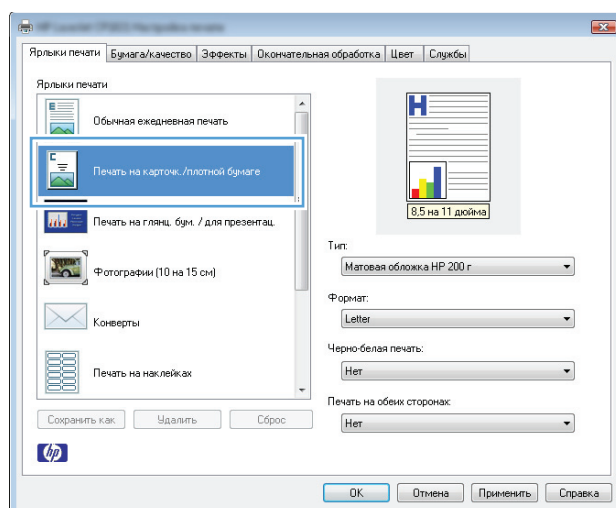 Ярлыки печати
Бумага/качество
Эффекты
Окончательная обработка
Цвет
Службы
Ярлыки печати
Обычная ежедневная печать
Печать на карточк./плотной бумаге
Печать на глянц. бум. / для презентац.
Фотографии (10 на 15 см)
Конверты
Печать на наклейках
Сохранить как
Удалить
Сброс
8,5 на 11 дюйма
Тип:
Матовая обложка HP 200 г
Формат:
Letter
Черно-белая печать:
Нет
Печать на обеих сторонах:
Нет
hp
OK
Отмена
Применить
Справка